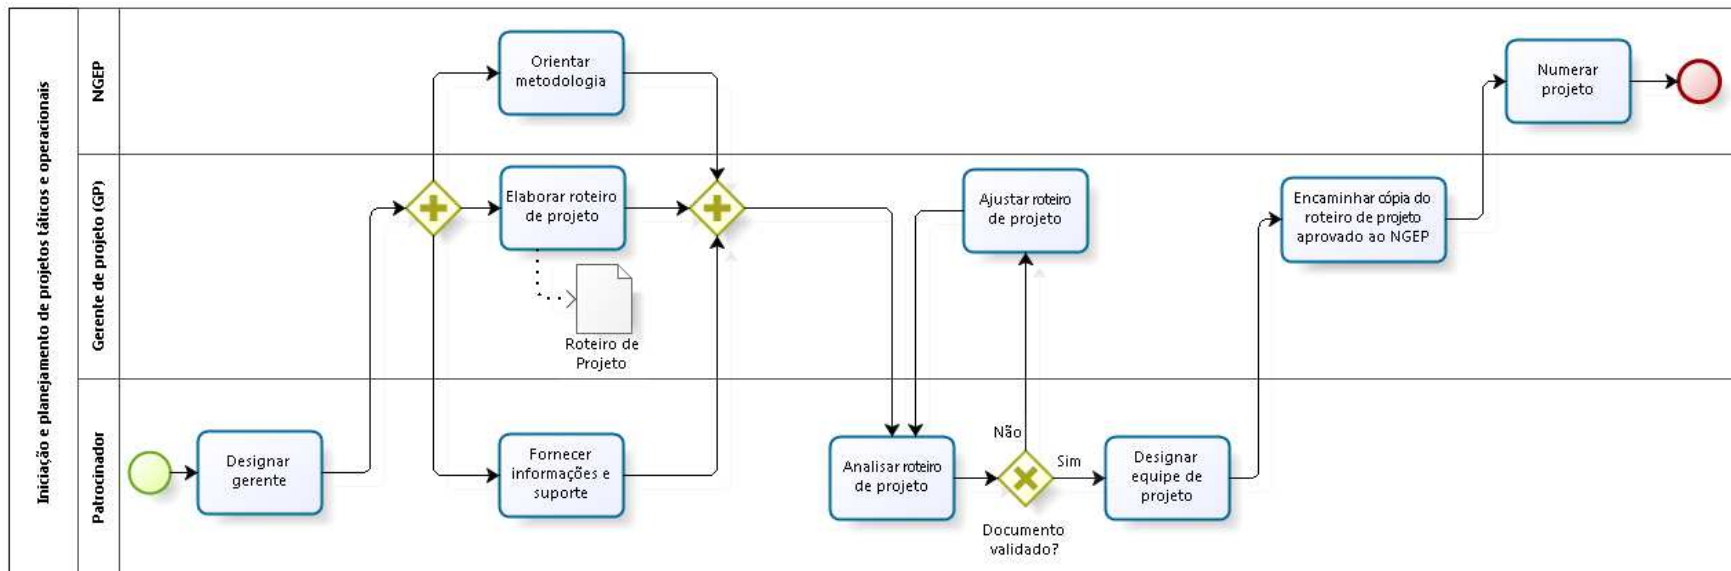 Iniciação e planejamento de projetos táticos e operacionais
NGEP
Orientar
metodologia
Numerar
projeto
Gerente de projeto (GP)
Elaborar roteiro
de projeto
Roteiro de
Projeto
Ajustar roteiro
de projeto
Encaminhar cópia do
roteiro de projeto
aprovado ao NGEP
Patrocinador
Designar
gerente
Fornecer
informações e
suporte
Analisar roteiro
de projeto
Não
Sim
Documento
validado?
Designar
equipe de
projeto